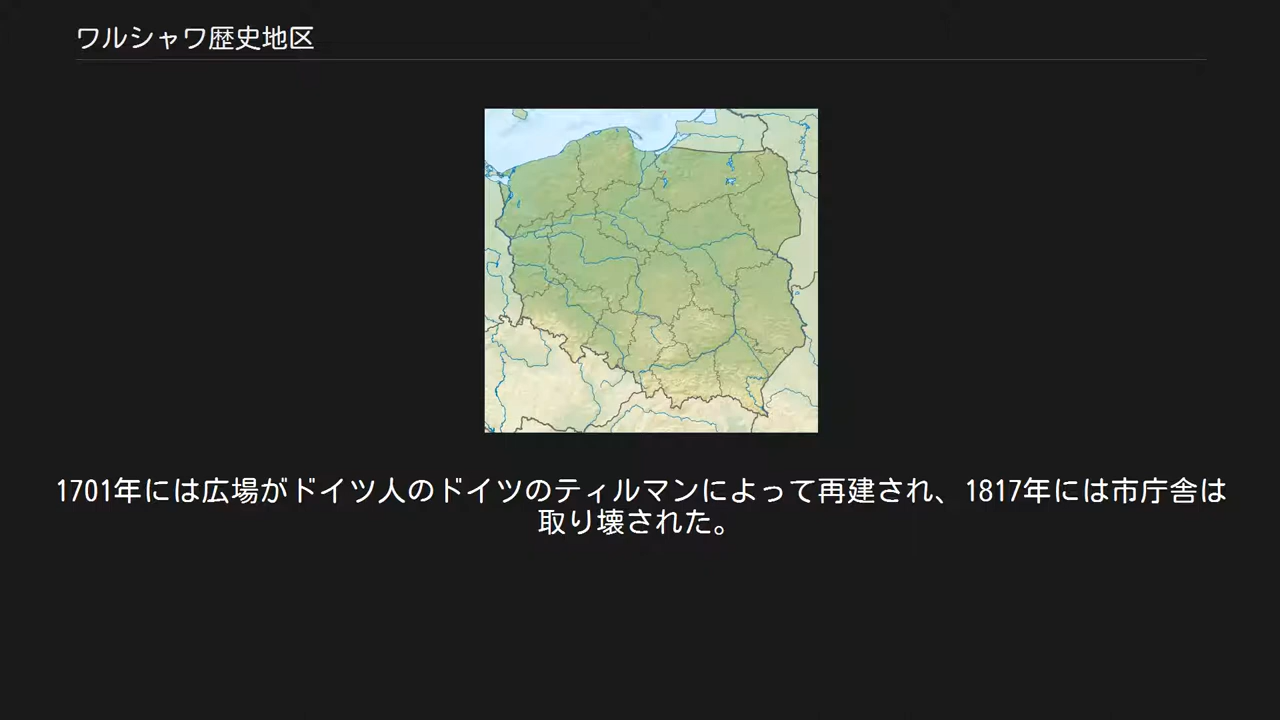 ワルシャワ歴史地区
1701年には広場がドイツ人のドイツのティルマンによって再建され、1817年には市庁舎は
取り壊された。